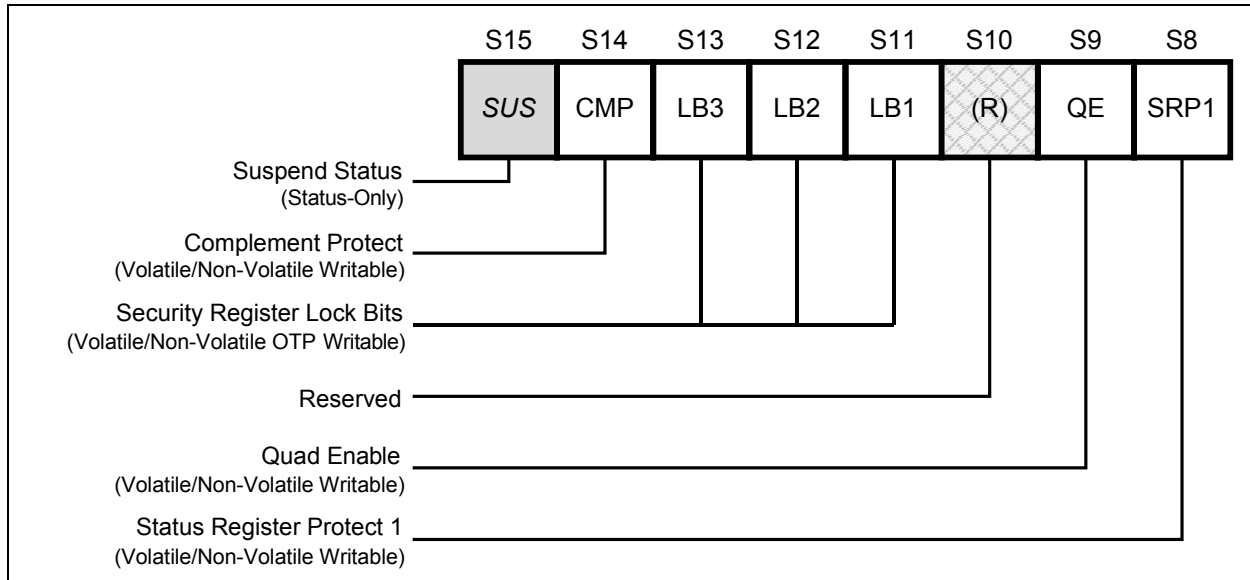 S15 S14 S13 S12 S11 S10 S9 S8
SUS CMP LB3 LB2 LB1 (R) QE SRP1
Suspend Status
(Status-Only)
Complement Protect
(Volatile/Non-Volatile Writable)
Security Register Lock Bits
(Volatile/Non-Volatile OTP Writable)
Reserved
Quad Enable
(Volatile/Non-Volatile Writable)
Status Register Protect 1
(Volatile/Non-Volatile Writable)